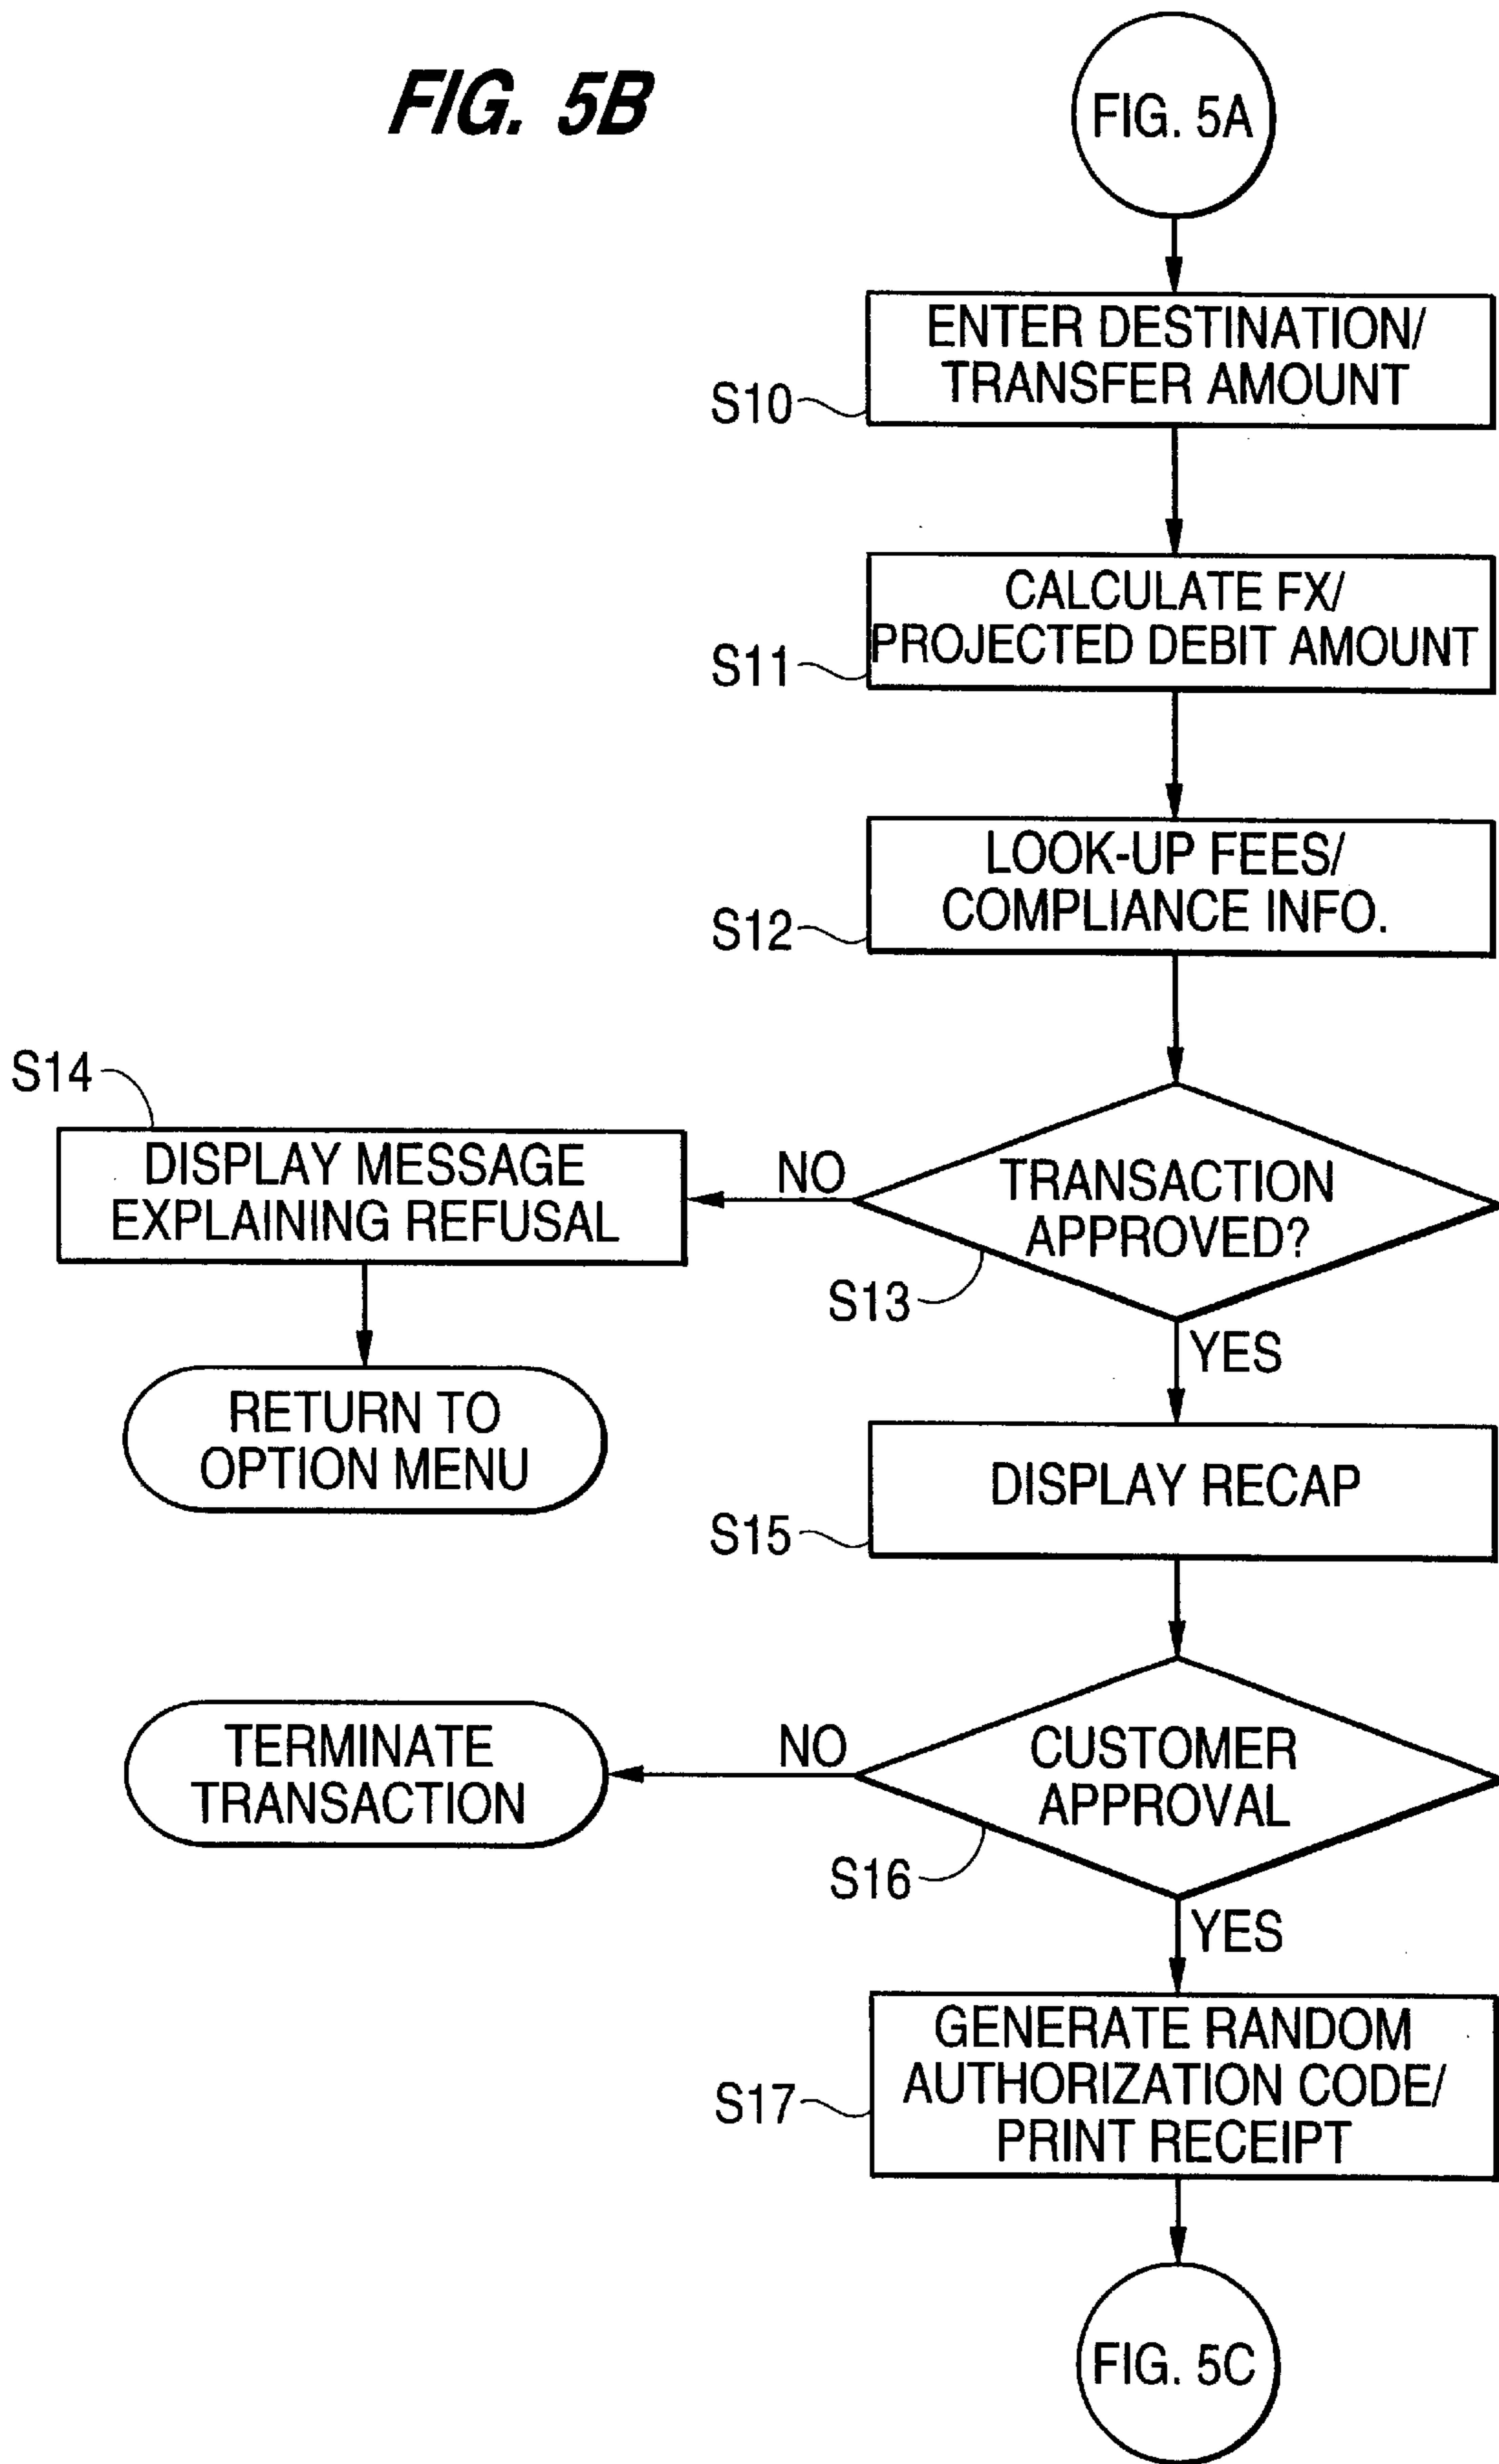 FIG. 5B
FIG. 5A
ENTER DESTINATION/
TRANSFER AMOUNT
S10
CALCULATE FX/
PROJECTED DEBIT AMOUNT
S11
LOOK-UP FEES/
COMPLIANCE INFO.
S12
TRANSACTION
APPROVED?
S13
NO
S14
DISPLAY MESSAGE
EXPLAINING REFUSAL
RETURN TO
OPTION MENU
YES
DISPLAY RECAP
S15
CUSTOMER
APPROVAL
S16
NO
TERMINATE
TRANSACTION
YES
GENERATE RANDOM
AUTHORIZATION CODE/
PRINT RECEIPT
S17
FIG. 5C